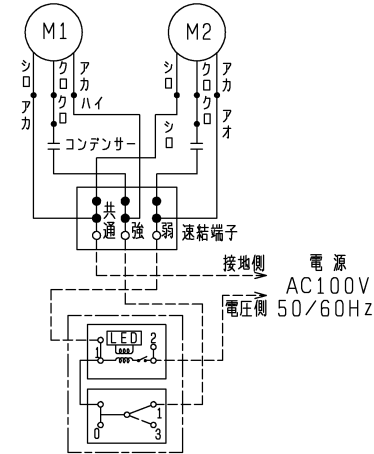 M1 M2
シロ クロ アカ シロ クロ アカ
アカ クロ ハイ シロ クロ アオ
コンデンサー
共通 強 弱 速結端子
接地側 電源
AC100V
電圧側 50/60Hz
LED 2
1
1
0 3